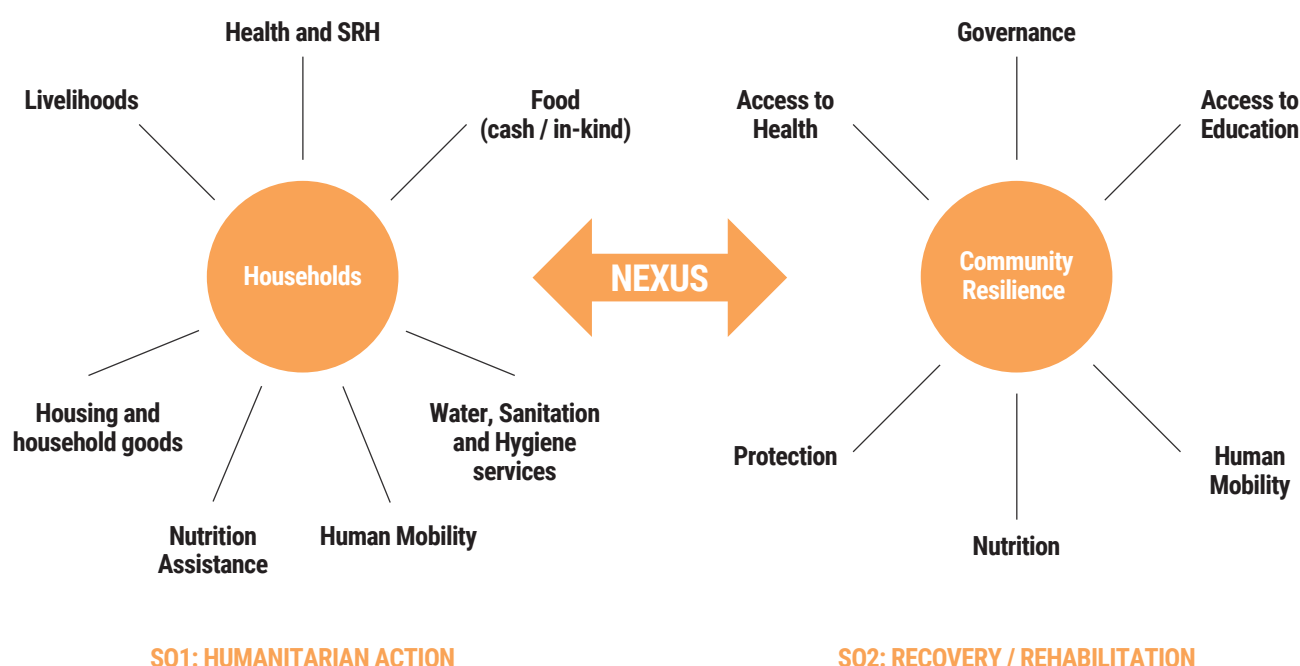 Health and SRH
Livelihoods
Food
(cash / in-kind)
Households
Housing and
household goods
Water, Sanitation
and Hygiene
services
Nutrition
Assistance
Human Mobility
SO1: HUMANITARIAN ACTION
NEXUS
Governance
Access to
Health
Access to
Education
Community
Resilience
Protection
Human
Mobility
Nutrition
SO2: RECOVERY / REHABILITATION